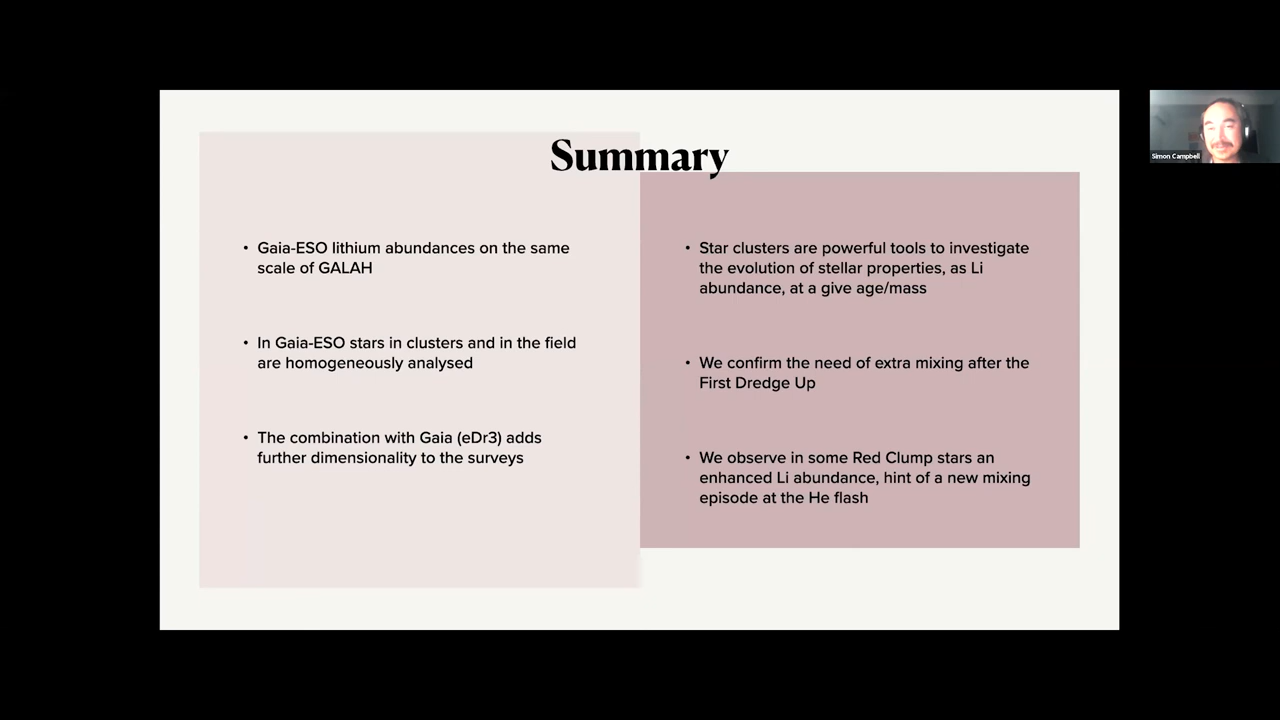 Summary
• Gaia-ESO lithium abundances on the same
scale of GALAH
• In Gaia-ESO stars in clusters and in the field
are homogeneously analysed
• The combination with Gaia (eDr3) adds
further dimensionality to the surveys
• Star clusters are powerful tools to investigate
the evolution of stellar properties, as Li
abundance, at a give age/mass
• We confirm the need of extra mixing after the
First Dredge Up
• We observe in some Red Clump stars an
enhanced Li abundance, hint of a new mixing
episode at the He flash
Simon Campbell